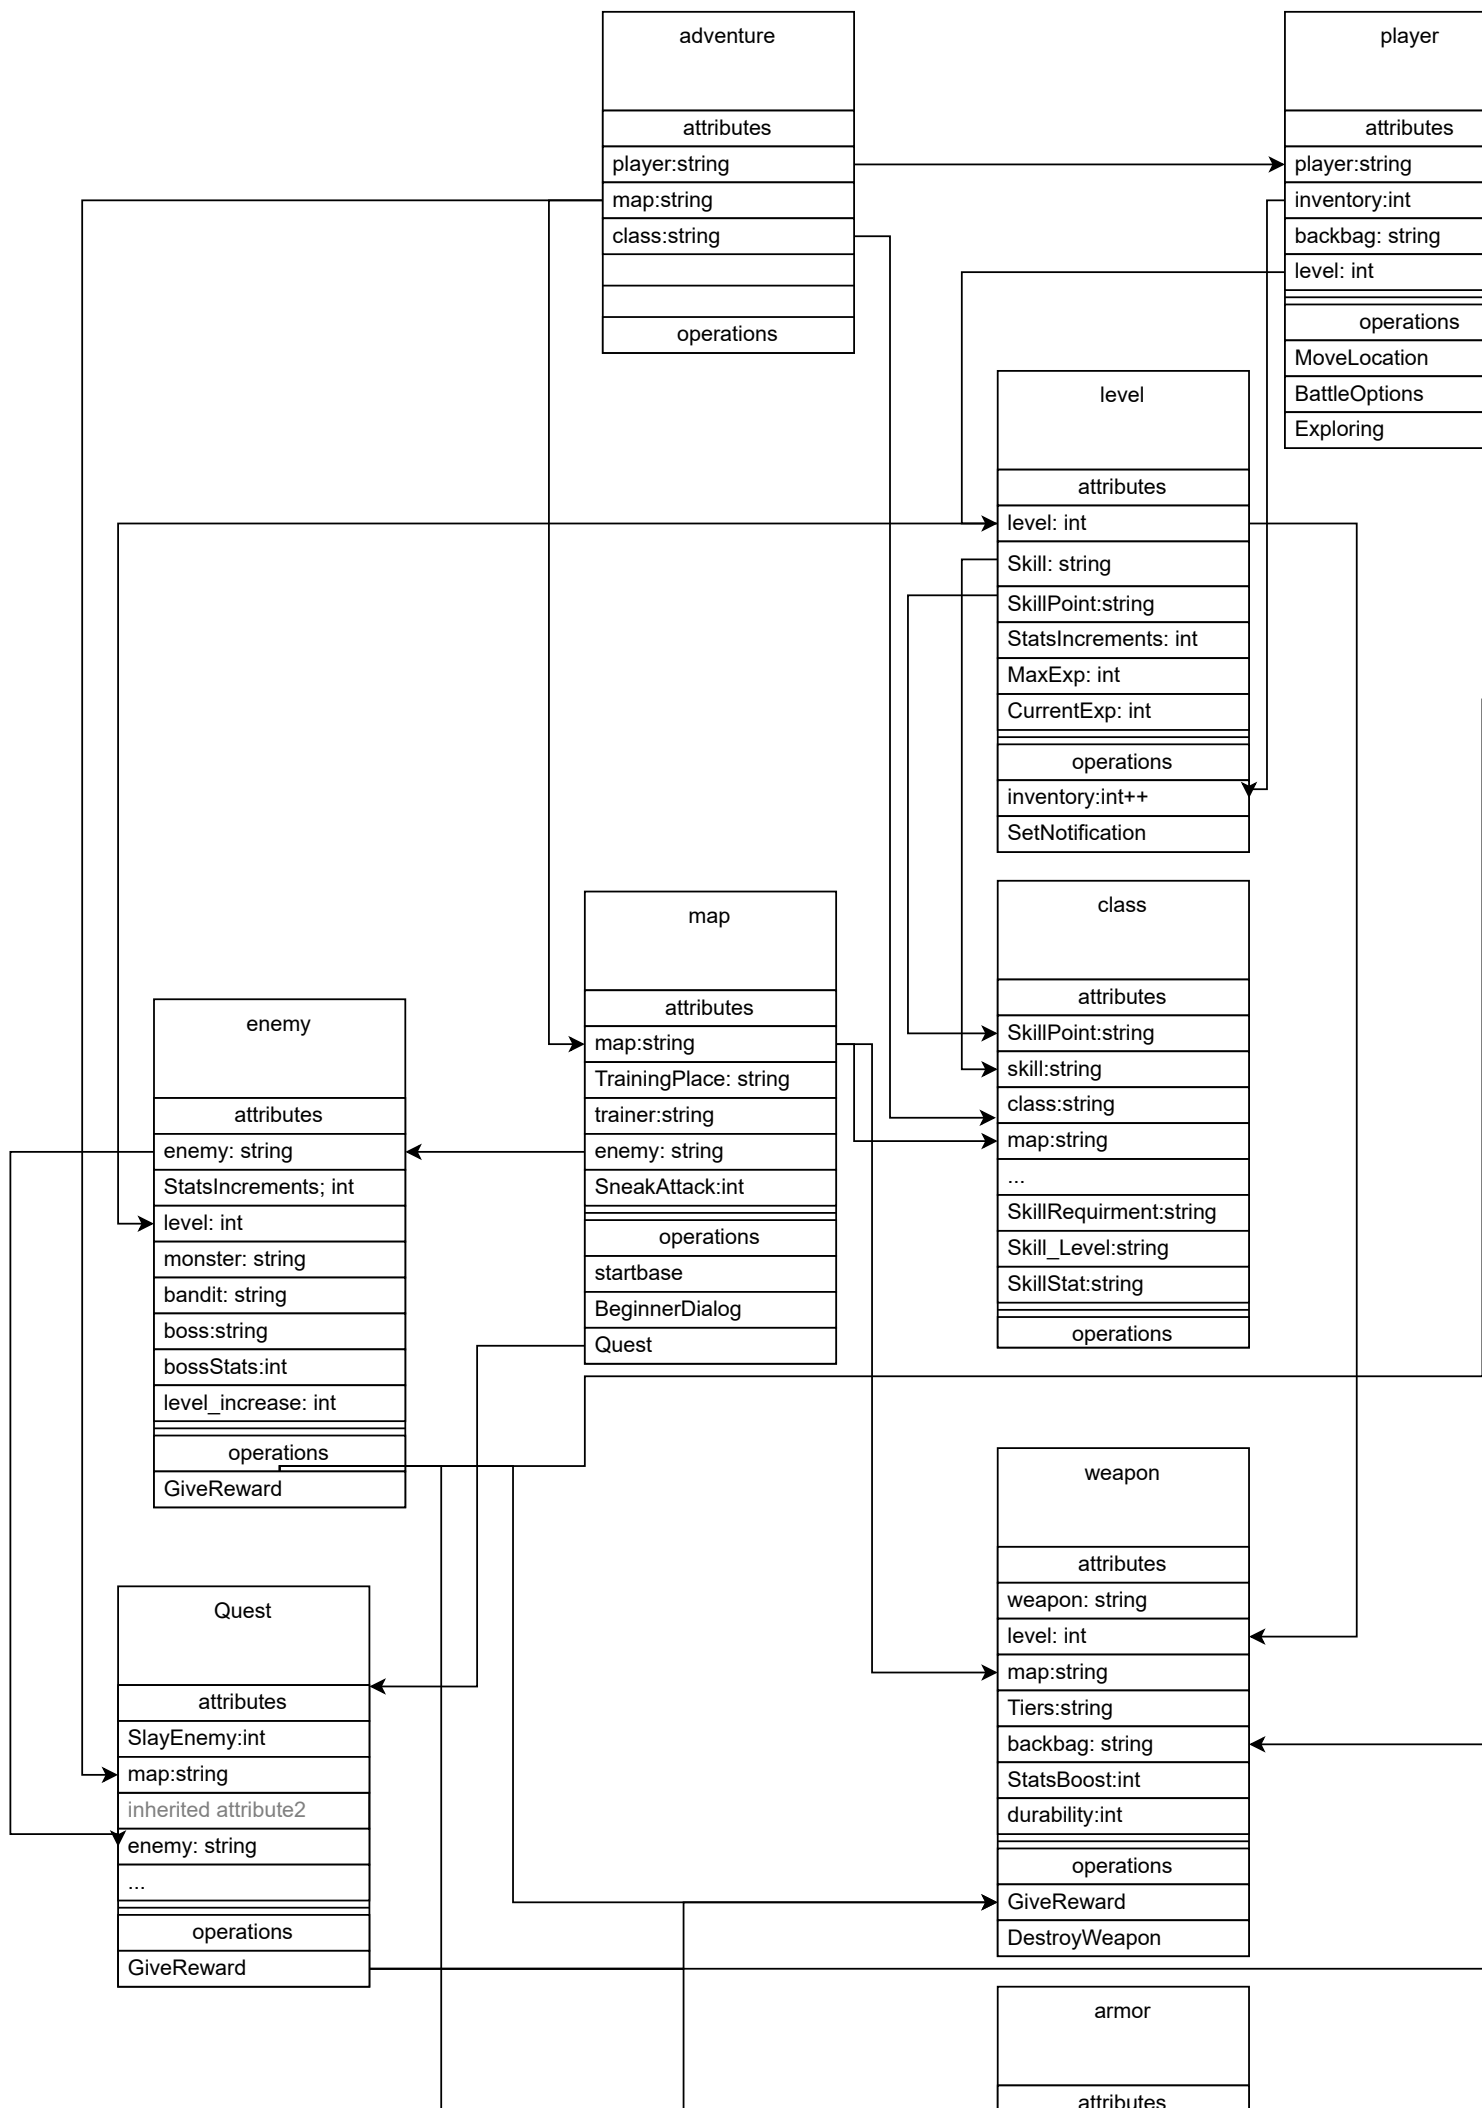 adventure
attributes
player:string
map:string
class:string
operations
player
attributes
player:string
inventory:int
backbag: string
level: int
operations
MoveLocation
BattleOptions
Exploring
level
attributes
level: int
Skill: string
SkillPoint:string
StatsIncrements: int
MaxExp: int
CurrentExp: int
operations
inventory:int++
SetNotification
map
attributes
map:string
TrainingPlace: string
trainer:string
enemy: string
SneakAttack:int
operations
startbase
BeginnerDialog
Quest
class
attributes
SkillPoint:string
skill:string
class:string
map:string
...
SkillRequirment:string
Skill_Level:string
SkillStat:string
operations
enemy
attributes
enemy: string
StatsIncrements; int
level: int
monster: string
bandit: string
boss:string
bossStats:int
level_increase: int
operations
GiveReward
weapon
attributes
weapon: string
level: int
map:string
Tiers:string
backbag: string
StatsBoost:int
durability:int
operations
GiveReward
DestroyWeapon
Quest
attributes
SlayEnemy:int
map:string
inherited attribute2
enemy: string
...
operations
GiveReward
armor
attributes